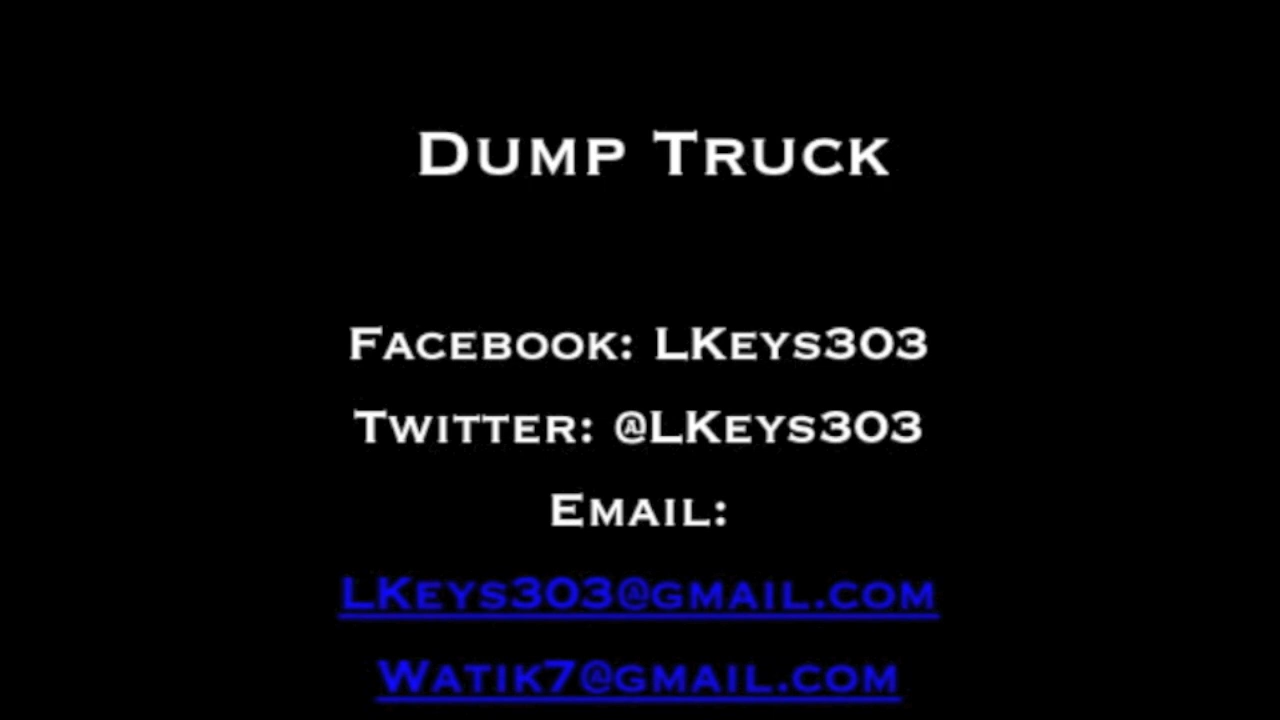 Dump Truck
Facebook: LKeys303
Twitter: @LKeys303
Email:
LKeys303@gmail.com
Watik7@gmail.com